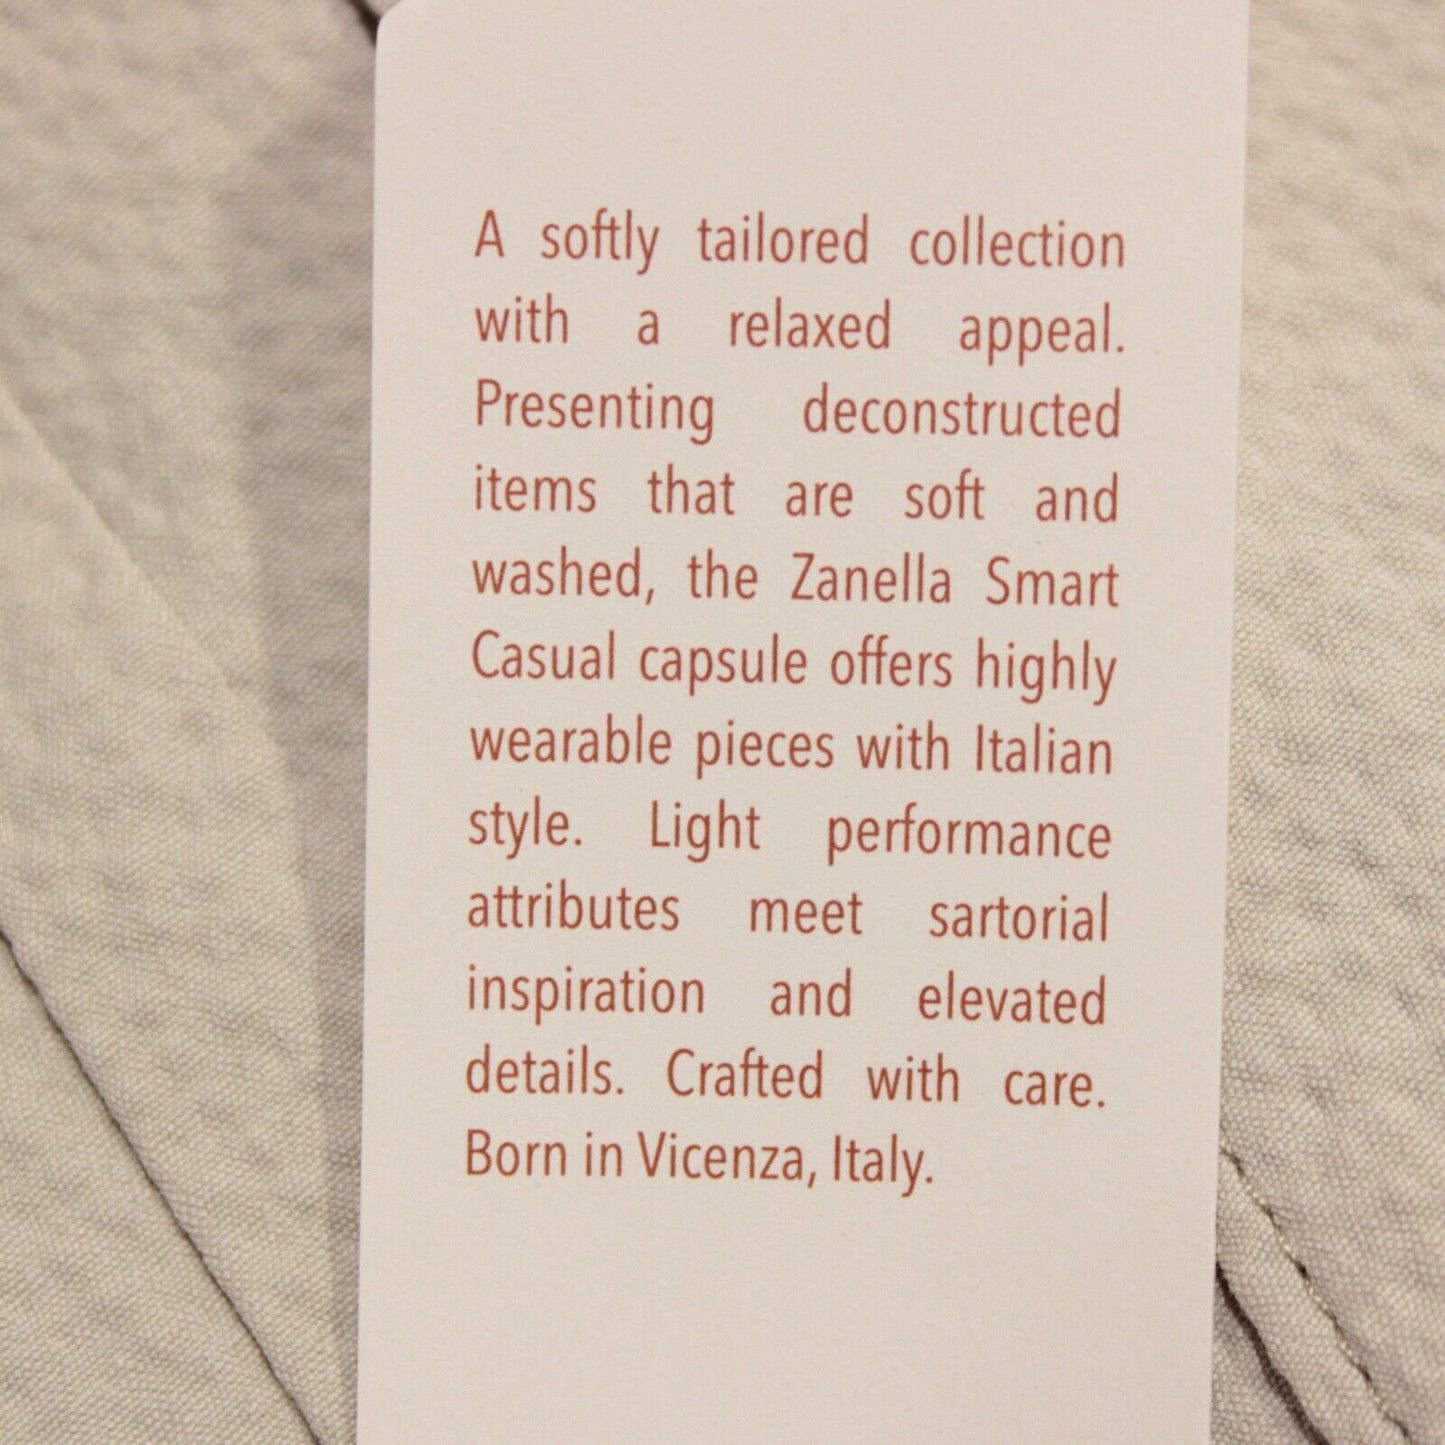 A softly tailored collection
with a relaxed appeal.
Presenting deconstructed
items that are soft and
washed, the Zanella Smart
Casual capsule offers highly
wearable pieces with Italian
style. Light performance
attributes meet sartorial
inspiration and elevated
details. Crafted with care.
Born in Vicenza, Italy.